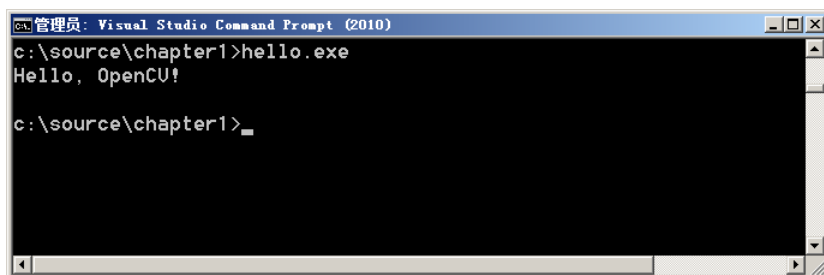 管理员: Visual Studio Command Prompt (2010)
c:\source\chapter1>hello.exe
Hello, OpenCV!
c:\source\chapter1>_